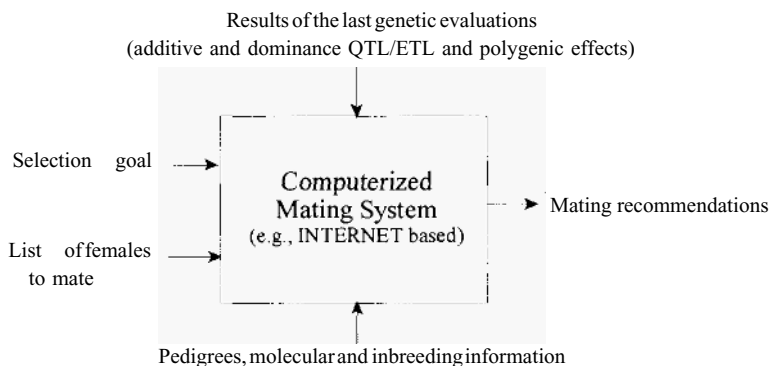 Results of the last genetic evaluations
(additive and dominance QTL/ETL and polygenic effects)
Selection goal
Computerized
Mating System
(e.g., INTERNET based)
Mating recommendations
List of females
to mate
Pedigrees, molecular and inbreeding information